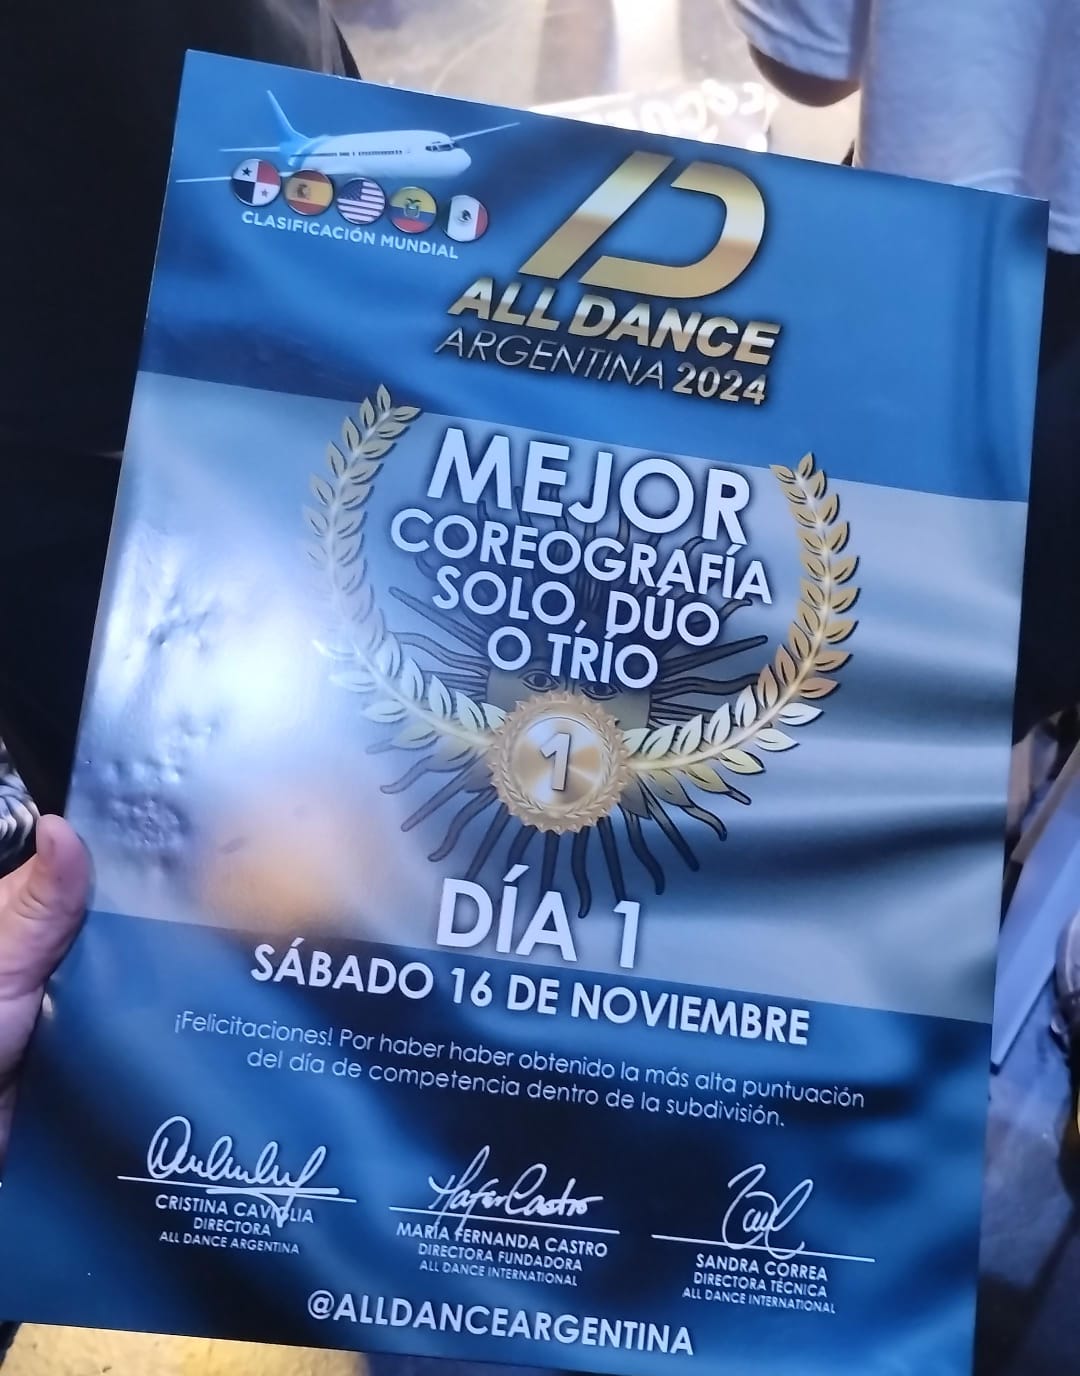 CLASIFICACIÓN MUNDIAL
ALL DANCE
ARGENTINA 2024
MEJOR
COREOGRAFÍA
SOLO, DÚO
O TRÍO
1
DÍA 1
SÁBADO 16 DE NOVIEMBRE
¡Felicitaciones! Por haber haber obtenido la más alta puntuación
del día de competencia dentro de la subdivisión.
CRISTINA CAVIGLIA
DIRECTORA
ALL DANCE ARGENTINA
MaferCastro
MARÍA FERNANDA CASTRO
DIRECTORA FUNDADORA
ALL DANCE INTERNATIONAL
SANDRA CORREA
DIRECTORA TÉCNICA
ALL DANCE INTERNATIONAL
@ALLDANCEARGENTINA